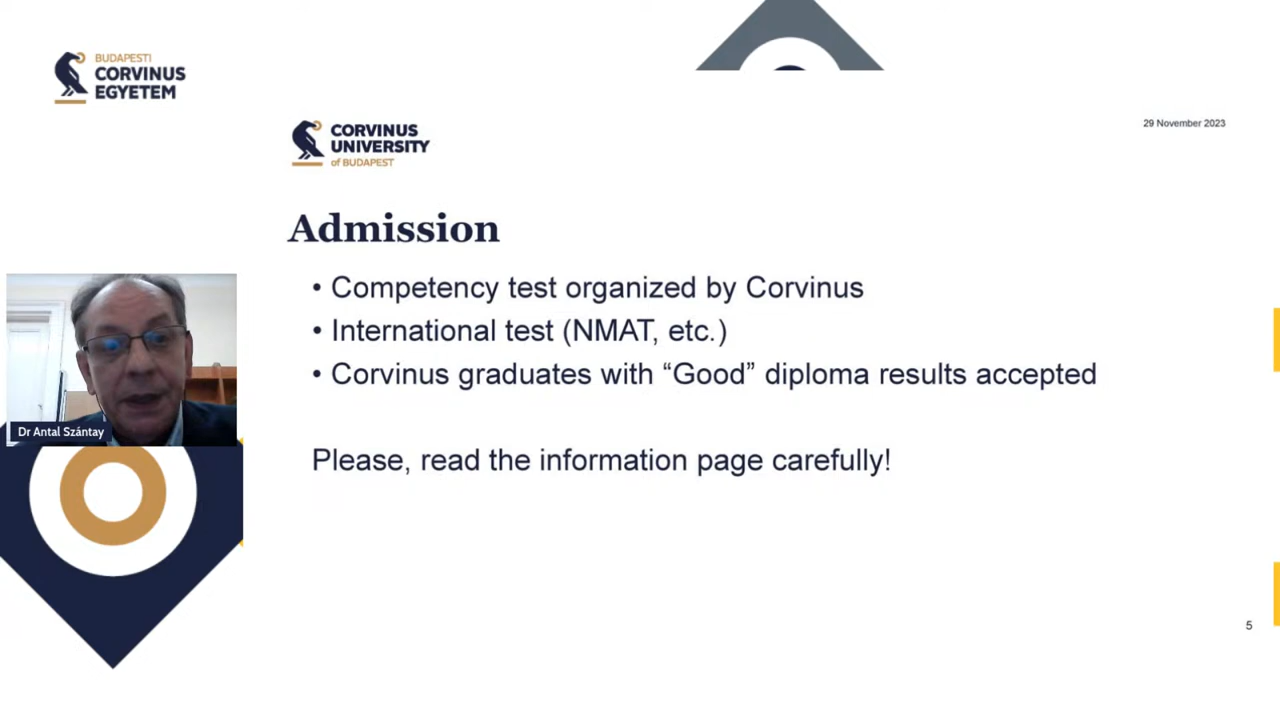 BUDAPESTI
CORVINUS
EGYETEM
CORVINUS
UNIVERSITY
of BUDAPEST
29 November 2023
Admission
• Competency test organized by Corvinus
• International test (NMAT, etc.)
• Corvinus graduates with “Good” diploma results accepted
Dr Antal Szántay
Please, read the information page carefully!
5